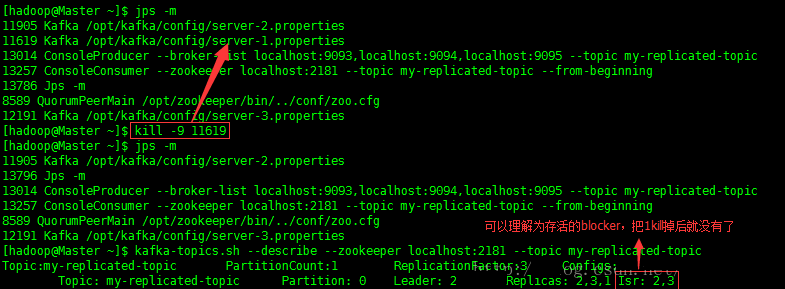 [hadoop@Master ~]$ jps -m
11905 Kafka /opt/kafka/config/server-2.properties
11619 Kafka /opt/kafka/config/server-1.properties
13014 ConsoleProducer --broker-list localhost:9093,localhost:9094,localhost:9095 --topic my-replicated-topic
13257 ConsoleConsumer --zookeeper localhost:2181 --topic my-replicated-topic --from-beginning
13786 Jps -m
8589 QuorumPeerMain /opt/zookeeper/bin/../conf/zoo.cfg
12191 Kafka /opt/kafka/config/server-3.properties
[hadoop@Master ~]$ kill -9 11619
[hadoop@Master ~]$ jps -m
11905 Kafka /opt/kafka/config/server-2.properties
13796 Jps -m
13014 ConsoleProducer --broker-list localhost:9093,localhost:9094,localhost:9095 --topic my-replicated-topic
13257 ConsoleConsumer --zookeeper localhost:2181 --topic my-replicated-topic --from-beginning
8589 QuorumPeerMain /opt/zookeeper/bin/../conf/zoo.cfg
12191 Kafka /opt/kafka/config/server-3.properties
可以理解为存活的blocker，把1kill掉后就没有了
[hadoop@Master ~]$ kafka-topics.sh --describe --zookeeper localhost:2181 --topic my-replicated-topic
Topic:my-replicated-topic PartitionCount:1 ReplicationFactor:3 Configs:
Topic: my-replicated-topic Partition: 0 Leader: 2 Replicas: 2,3,1 Isr: 2,3